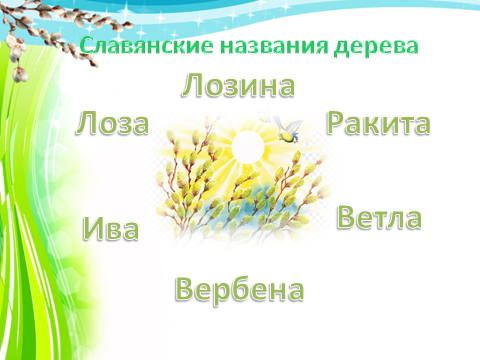 Славянские названия дерева
Лозина
Лоза
Ракита
Ива
Ветла
Вербена